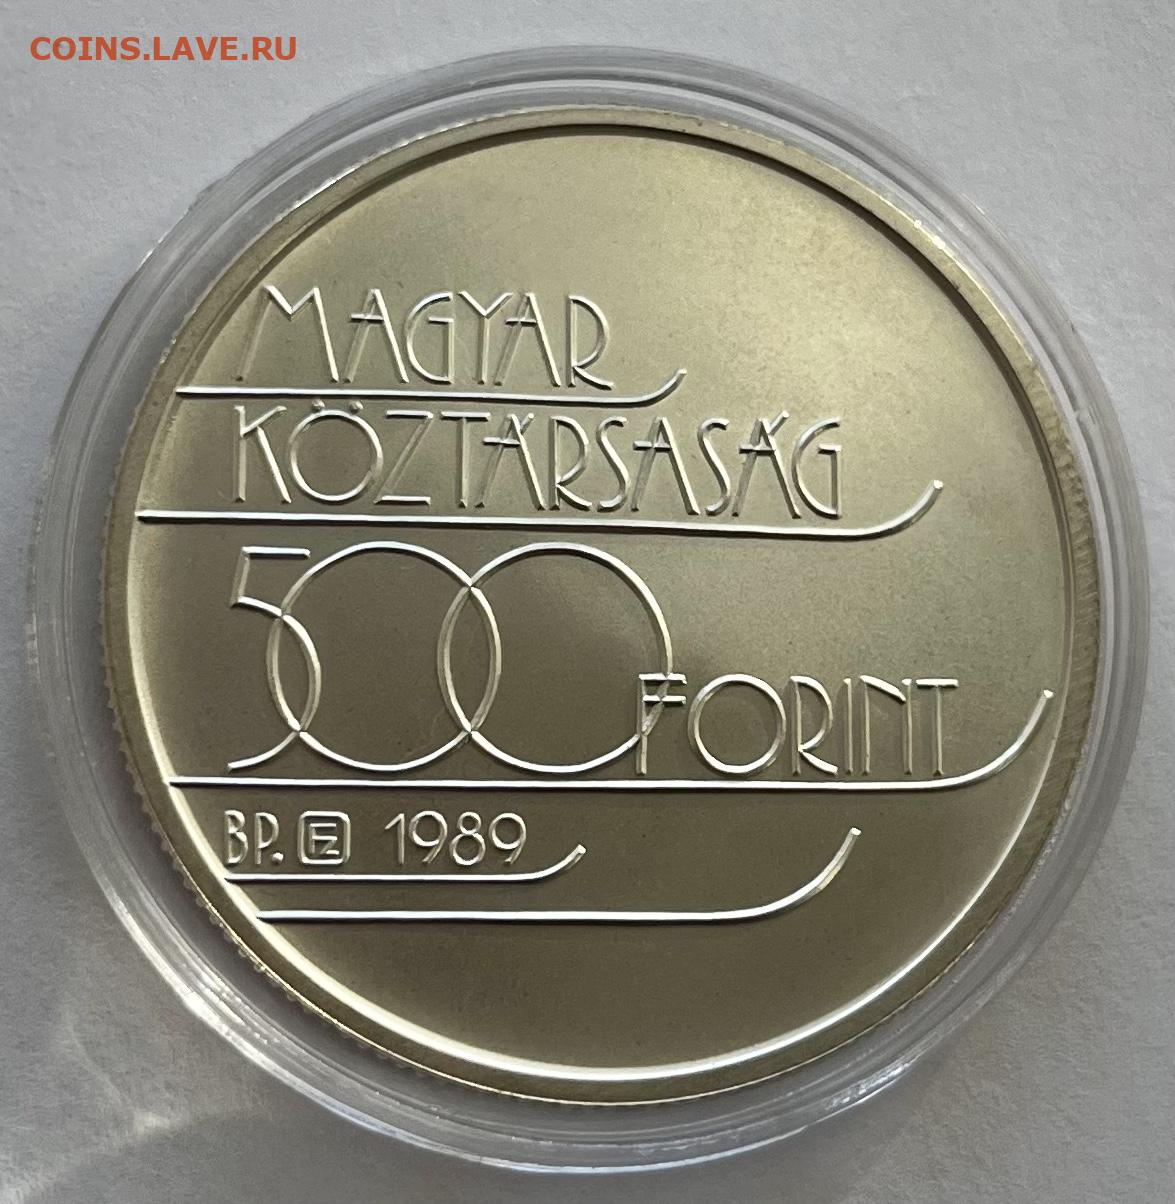 COINS.LAVE.RU
MAGYAR
KÖZTÁRSASÁG
500 FORINT
BP. 1989